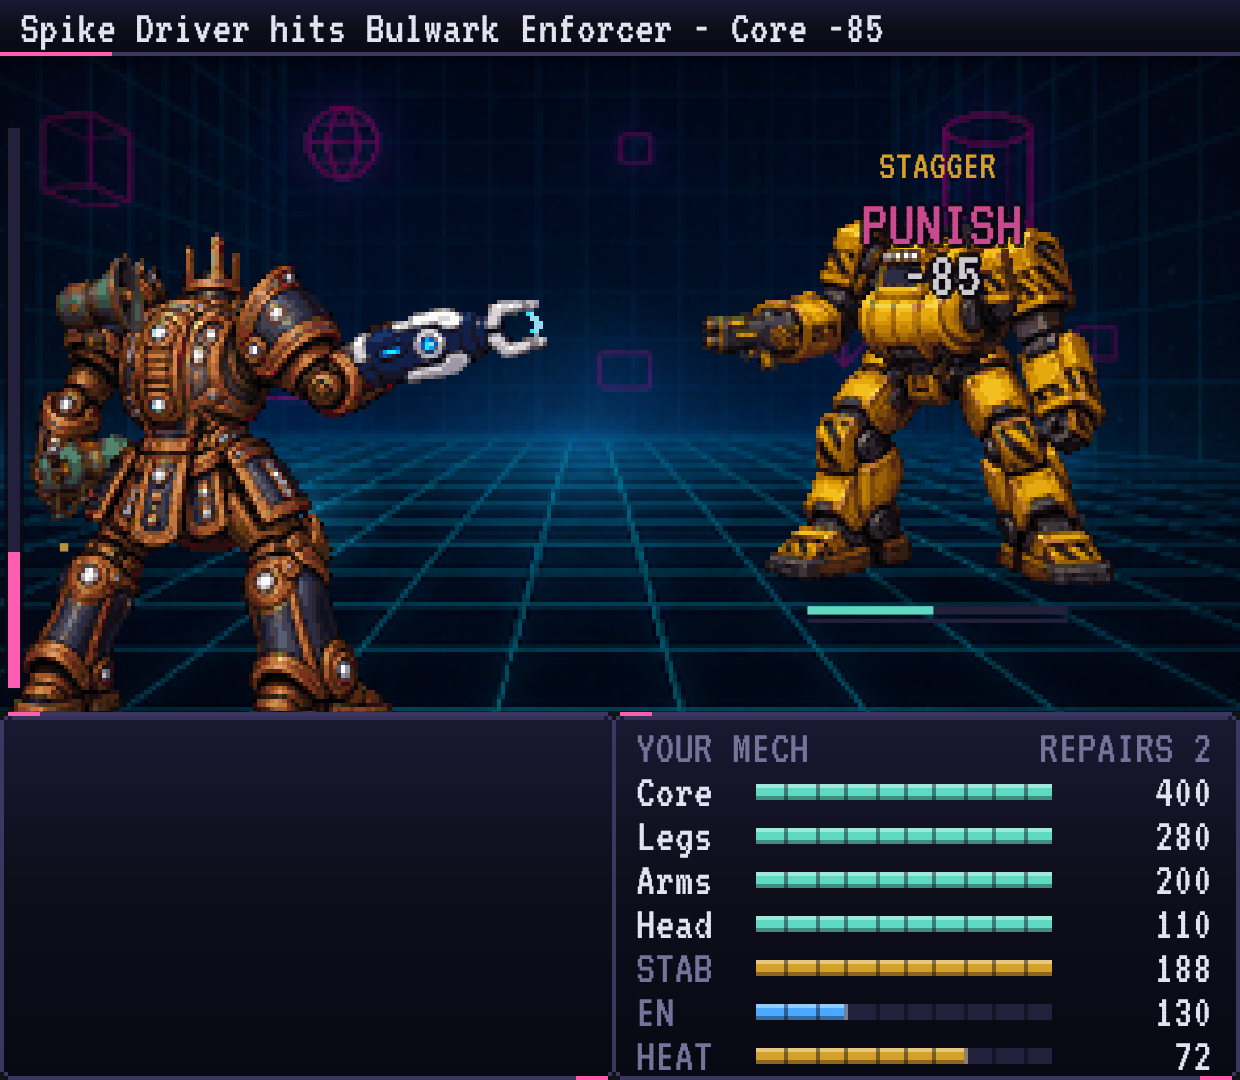 Spike Driver hits Bulwark Enforcer - Core -85
STAGGER
PUNISH
-85
YOUR MECH REPAIRS 2
Core 400
Legs 280
Arms 200
Head 110
STAB 188
EN 130
HEAT 72